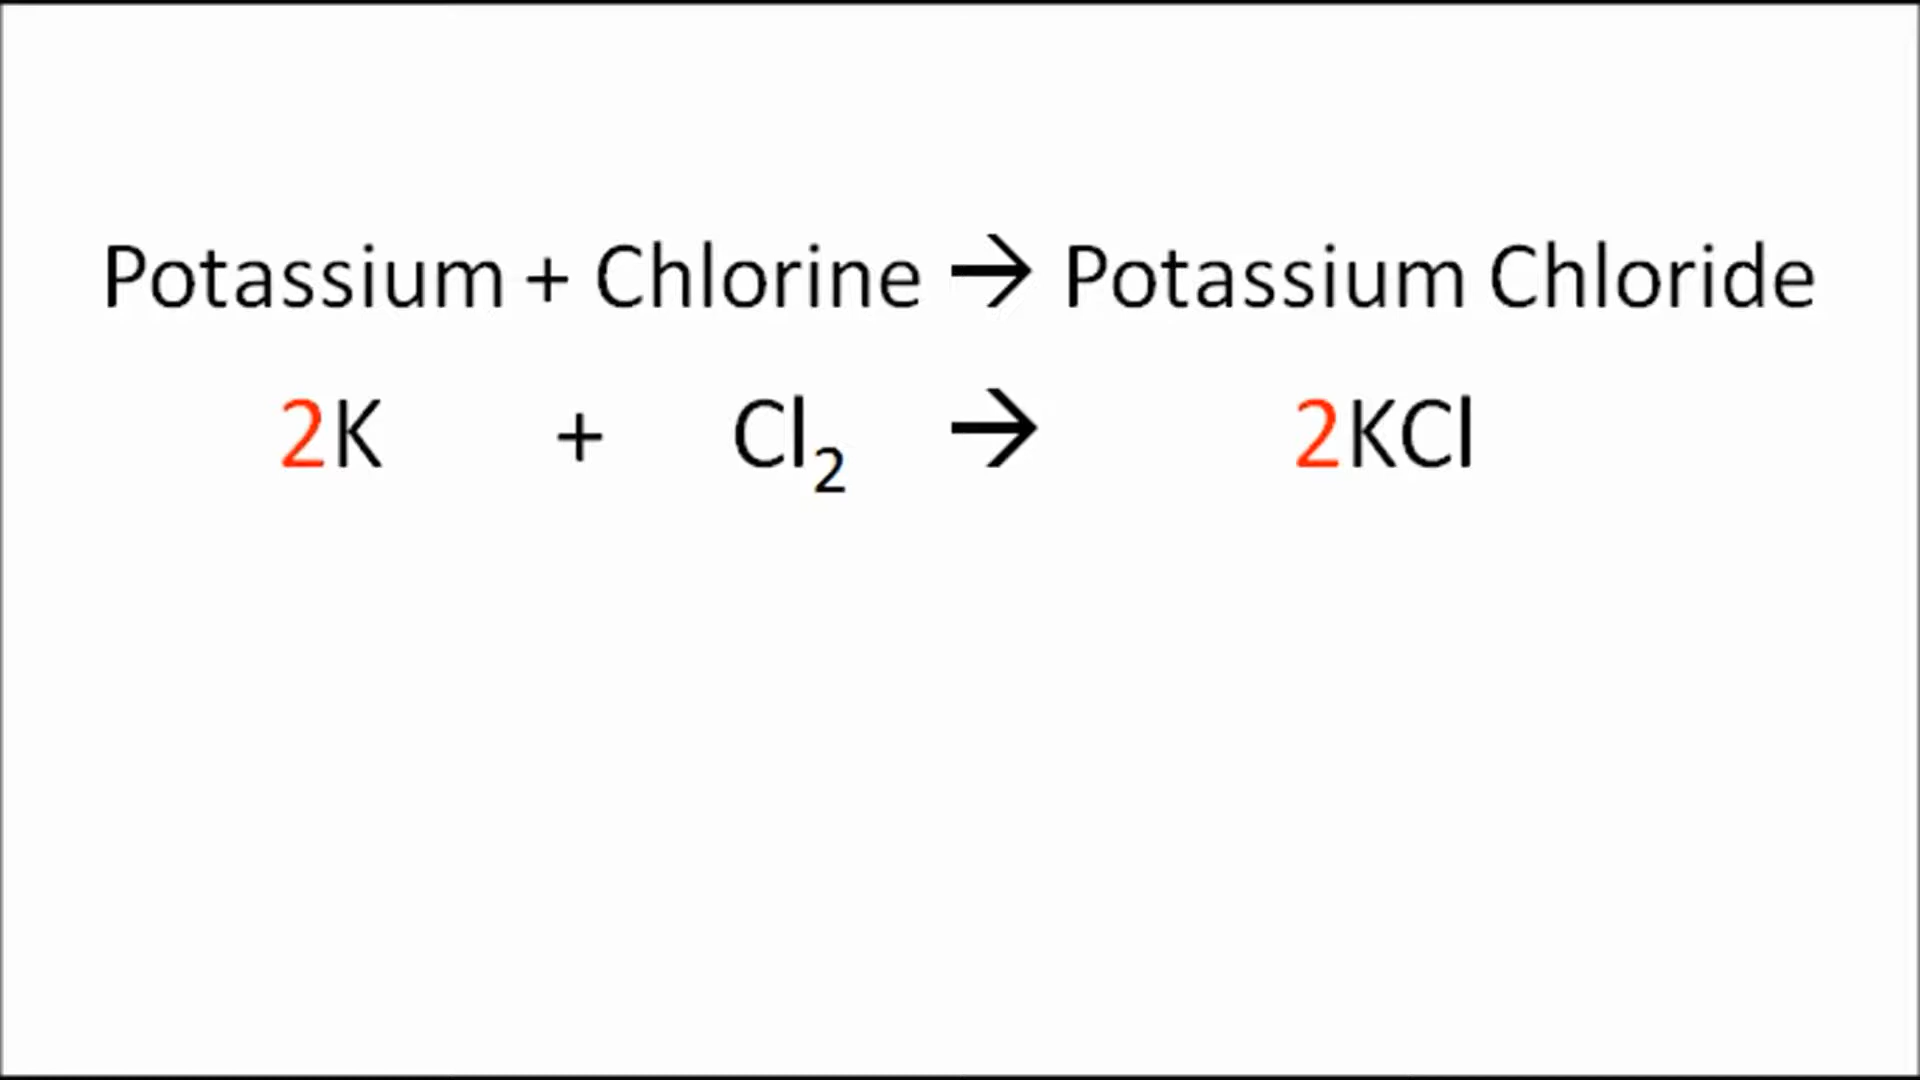 Potassium + Chlorine → Potassium Chloride
2K + Cl₂ → 2KCl